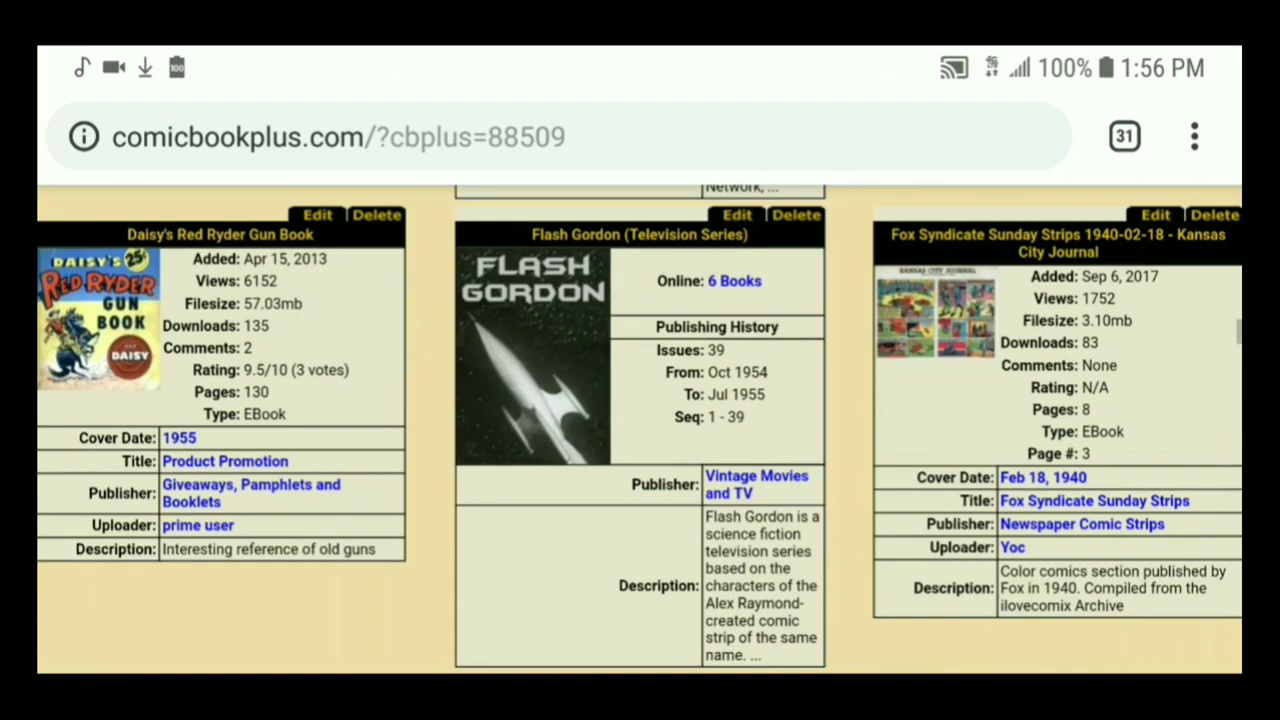 100
4G
100%
1:56 PM
comicbookplus.com/?cbplus=88509
31
Network, ...
Edit Delete
Daisy's Red Ryder Gun Book
DAISY'S 25¢
RED RYDER
GUN
BOOK
DAISY
Added: Apr 15, 2013
Views: 6152
Filesize: 57.03mb
Downloads: 135
Comments: 2
Rating: 9.5/10 (3 votes)
Pages: 130
Type: EBook
Cover Date: 1955
Title: Product Promotion
Publisher: Giveaways, Pamphlets and
Booklets
Uploader: prime user
Description: Interesting reference of old guns
Edit Delete
Flash Gordon (Television Series)
FLASH
GORDON
Online: 6 Books
Publishing History
Issues: 39
From: Oct 1954
To: Jul 1955
Seq: 1 - 39
Publisher: Vintage Movies
and TV
Description: Flash Gordon is a
science fiction
television series
based on the
characters of the
Alex Raymond-
created comic
strip of the same
name. ...
Edit Delete
Fox Syndicate Sunday Strips 1940-02-18 - Kansas
City Journal
KANSAS CITY JOURNAL
Added: Sep 6, 2017
Views: 1752
Filesize: 3.10mb
Downloads: 83
Comments: None
Rating: N/A
Pages: 8
Type: EBook
Page #: 3
Cover Date: Feb 18, 1940
Title: Fox Syndicate Sunday Strips
Publisher: Newspaper Comic Strips
Uploader: Yoc
Description: Color comics section published by
Fox in 1940. Compiled from the
ilovecomix Archive